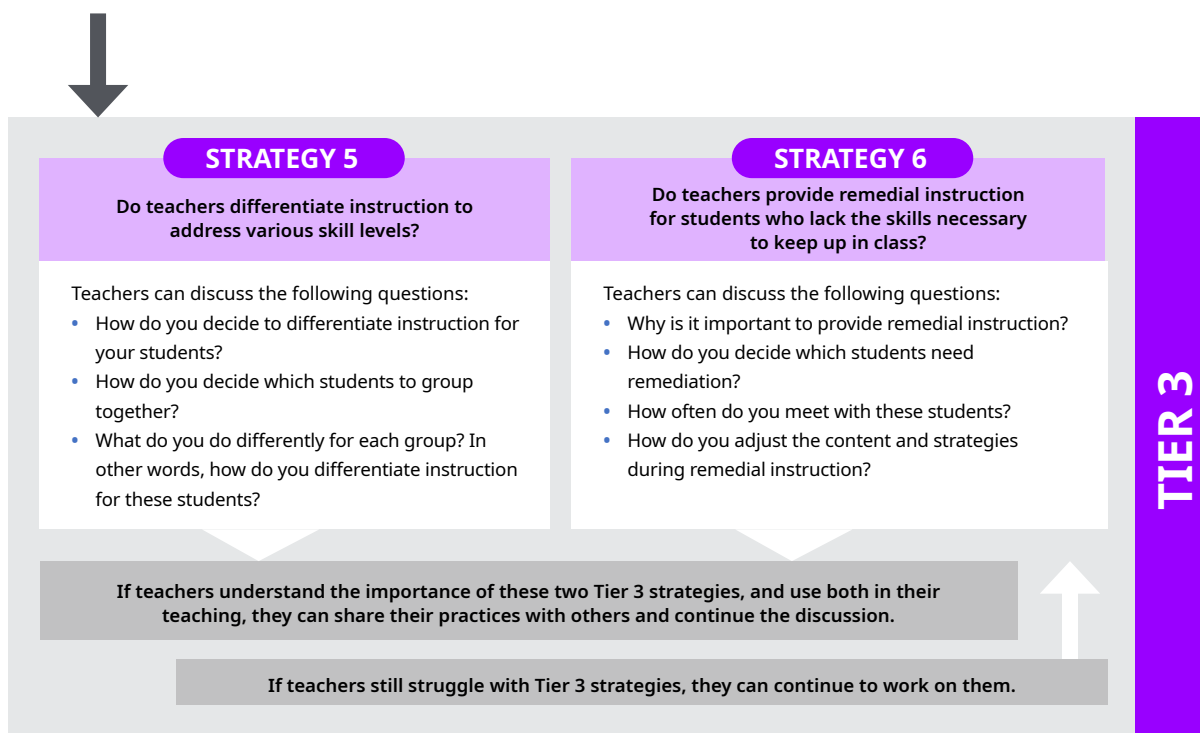 STRATEGY 5
Do teachers differentiate instruction to
address various skill levels?
Teachers can discuss the following questions:
• How do you decide to differentiate instruction for
your students?
• How do you decide which students to group
together?
• What do you do differently for each group? In
other words, how do you differentiate instruction
for these students?
STRATEGY 6
Do teachers provide remedial instruction
for students who lack the skills necessary
to keep up in class?
Teachers can discuss the following questions:
• Why is it important to provide remedial instruction?
• How do you decide which students need
remediation?
• How often do you meet with these students?
• How do you adjust the content and strategies
during remedial instruction?
If teachers understand the importance of these two Tier 3 strategies, and use both in their
teaching, they can share their practices with others and continue the discussion.
If teachers still struggle with Tier 3 strategies, they can continue to work on them.
TIER 3